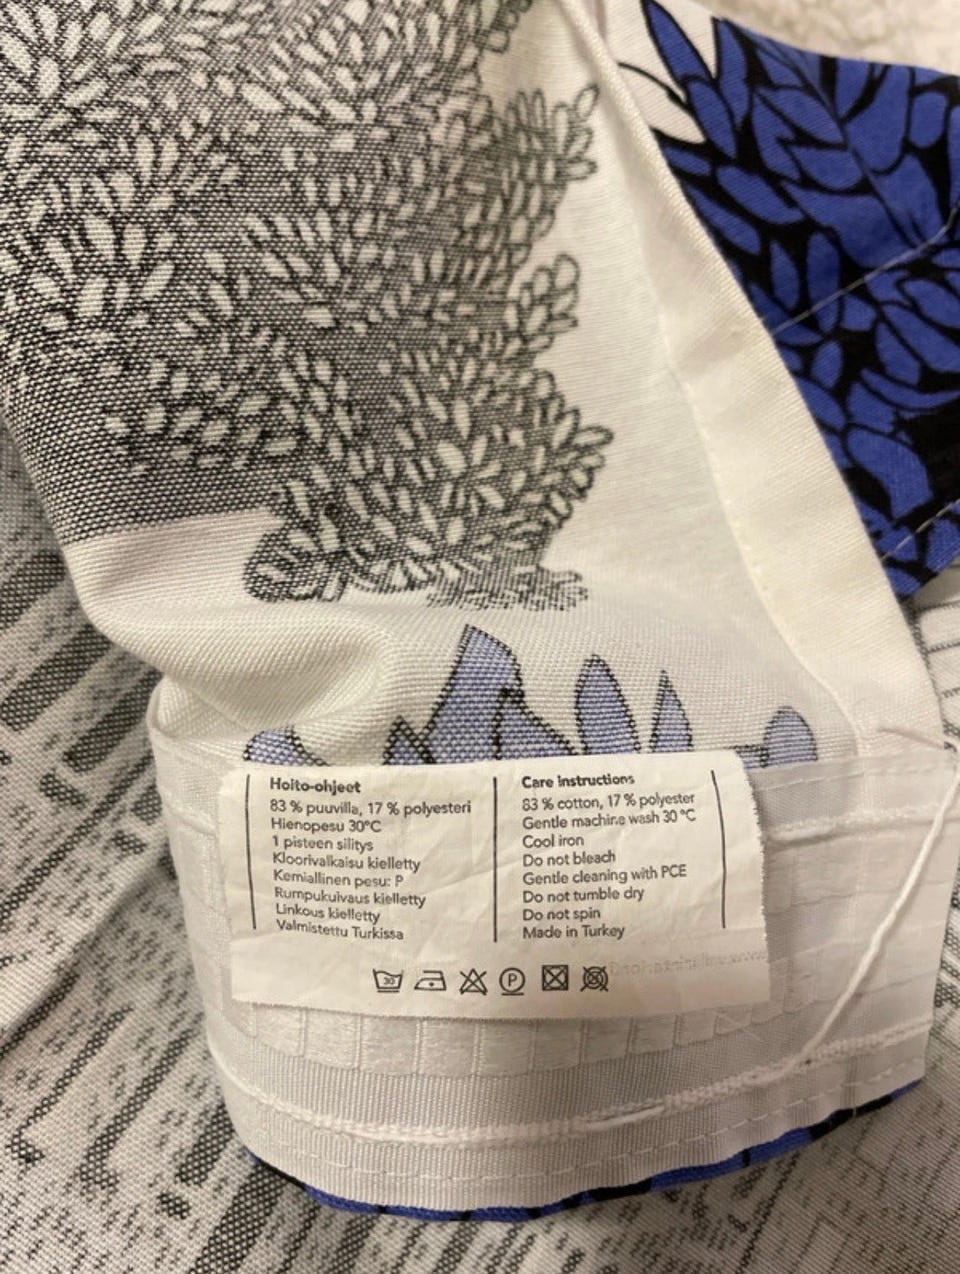 Hoito-ohjeet
83 % puuvilla, 17 % polyesteri
Hienopesu 30°C
1 pisteen silitys
Kloorivalkaisu kielletty
Kemiallinen pesu: P
Rumpukuivaus kielletty
Linkous kielletty
Valmistettu Turkissa
Care instructions
83 % cotton, 17 % polyester
Gentle machine wash 30 °C
Cool iron
Do not bleach
Gentle cleaning with PCE
Do not tumble dry
Do not spin
Made in Turkey
30 P